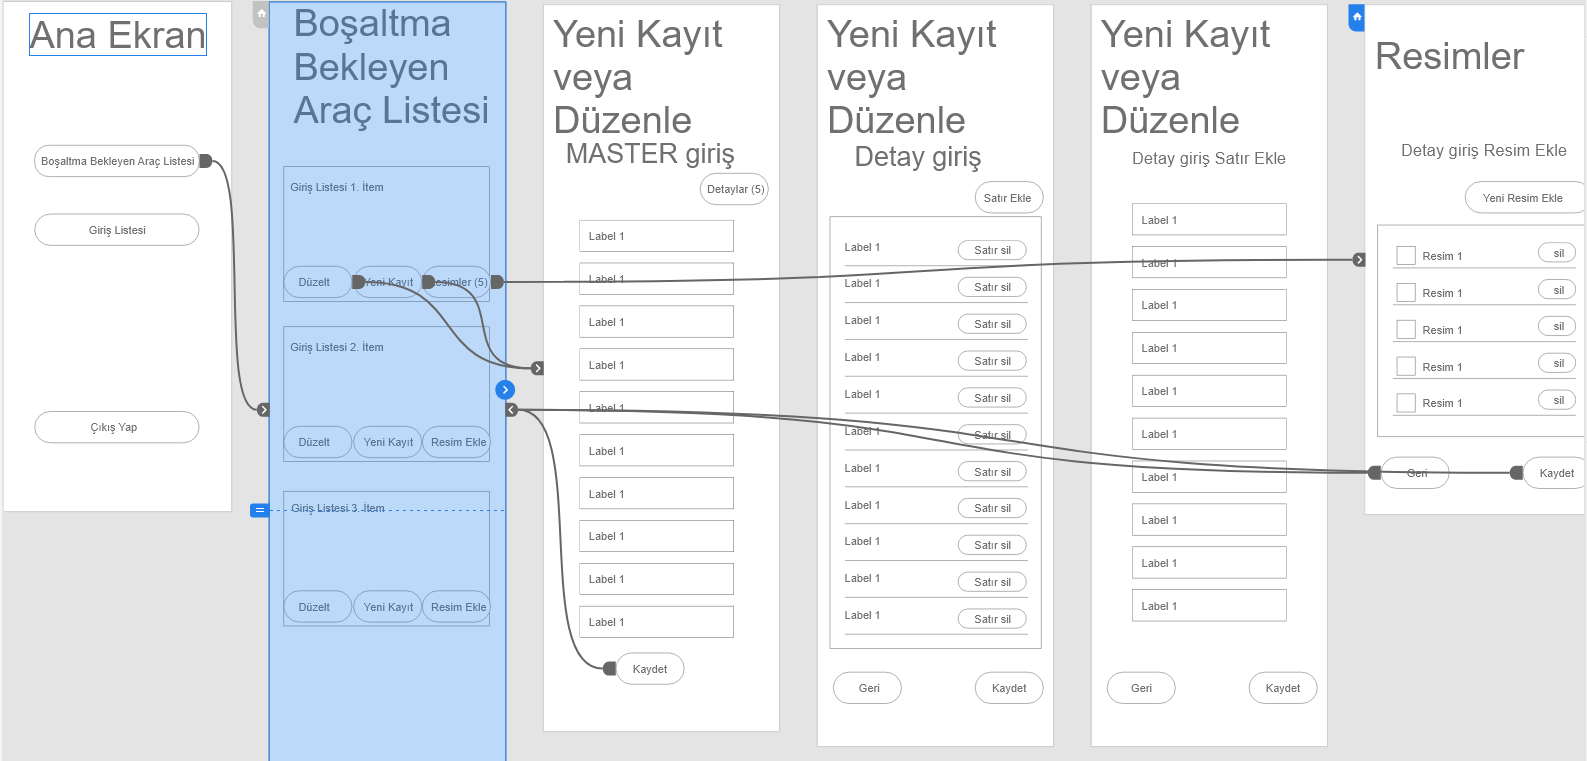 Ana Ekran
Boşaltma Bekleyen Araç Listesi
Giriş Listesi
Çıkış Yap
Boşaltma
Bekleyen
Araç Listesi
Giriş Listesi 1. İtem
Düzelt
Yeni Kayıt
Resimler (5)
Giriş Listesi 2. İtem
Düzelt
Yeni Kayıt
Resim Ekle
Giriş Listesi 3. İtem
Düzelt
Yeni Kayıt
Resim Ekle
Yeni Kayıt
veya
Düzenle
MASTER giriş
Detaylar (5)
Label 1
Label 1
Label 1
Label 1
Label 1
Label 1
Label 1
Label 1
Label 1
Label 1
Kaydet
Yeni Kayıt
veya
Düzenle
Detay giriş
Satır Ekle
Label 1
Satır sil
Label 1
Satır sil
Label 1
Satır sil
Label 1
Satır sil
Label 1
Satır sil
Label 1
Satır sil
Label 1
Satır sil
Label 1
Satır sil
Label 1
Satır sil
Label 1
Satır sil
Label 1
Satır sil
Geri
Kaydet
Yeni Kayıt
veya
Düzenle
Detay giriş Satır Ekle
Label 1
Label 1
Label 1
Label 1
Label 1
Label 1
Label 1
Label 1
Label 1
Label 1
Geri
Kaydet
Resimler
Detay giriş Resim Ekle
Yeni Resim Ekle
Resim 1
sil
Resim 1
sil
Resim 1
sil
Resim 1
sil
Resim 1
sil
Geri
Kaydet